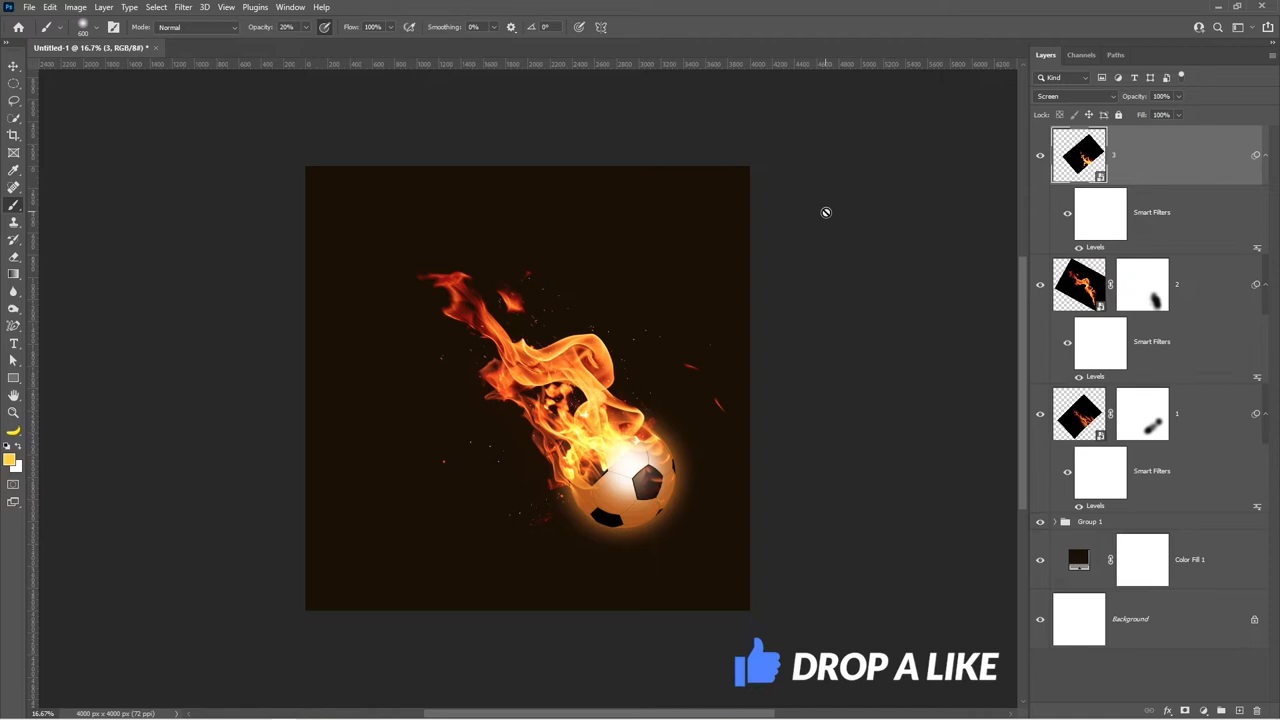 Ps File Edit Image Layer Type Select Filter 3D View Plugins Window Help
600 Mode: Normal Opacity: 20% Flow: 100% Smoothing: 0% 0°
Untitled-1 @ 16.7% (3, RGB/8#) * ×
Layers Channels Paths
Kind
Screen Opacity: 100%
Lock: Fill: 100%
3
Smart Filters
Levels
2
Smart Filters
Levels
1
Smart Filters
Levels
Group 1
Color Fill 1
Background
DROP A LIKE
16.67% 4000 px x 4000 px (72 ppi)